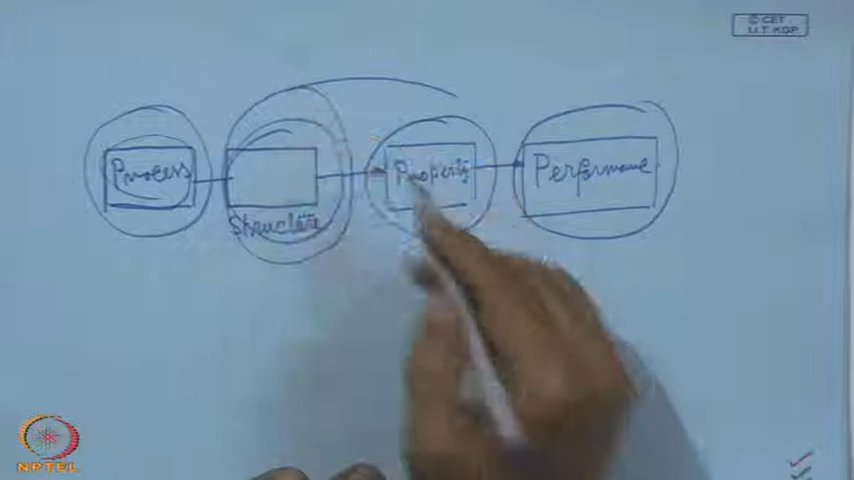 © CET
I.I.T. KGP
Process
Property
Performance
Structure
NPTEL